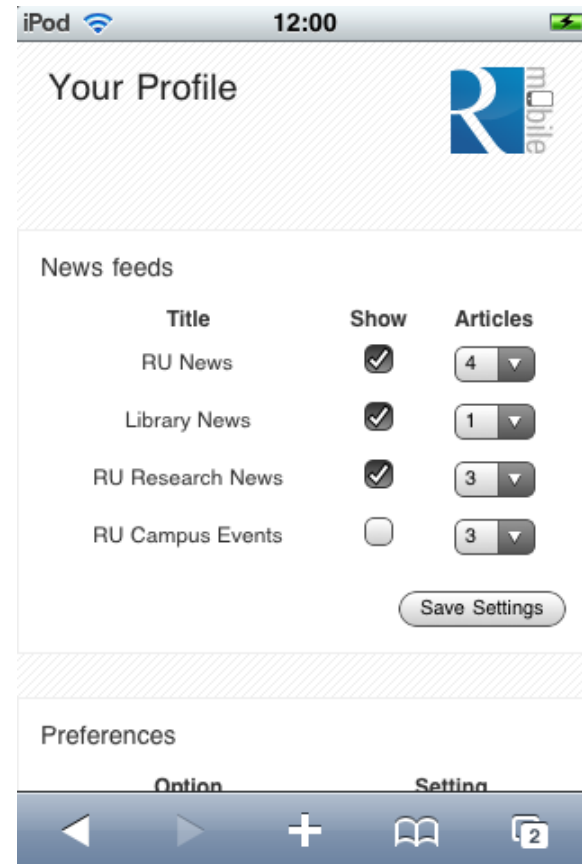 iPod 12:00
Your Profile
R mobile
News feeds
Title Show Articles
RU News 4
Library News 1
RU Research News 3
RU Campus Events 3
Save Settings
Preferences
Option Setting
2